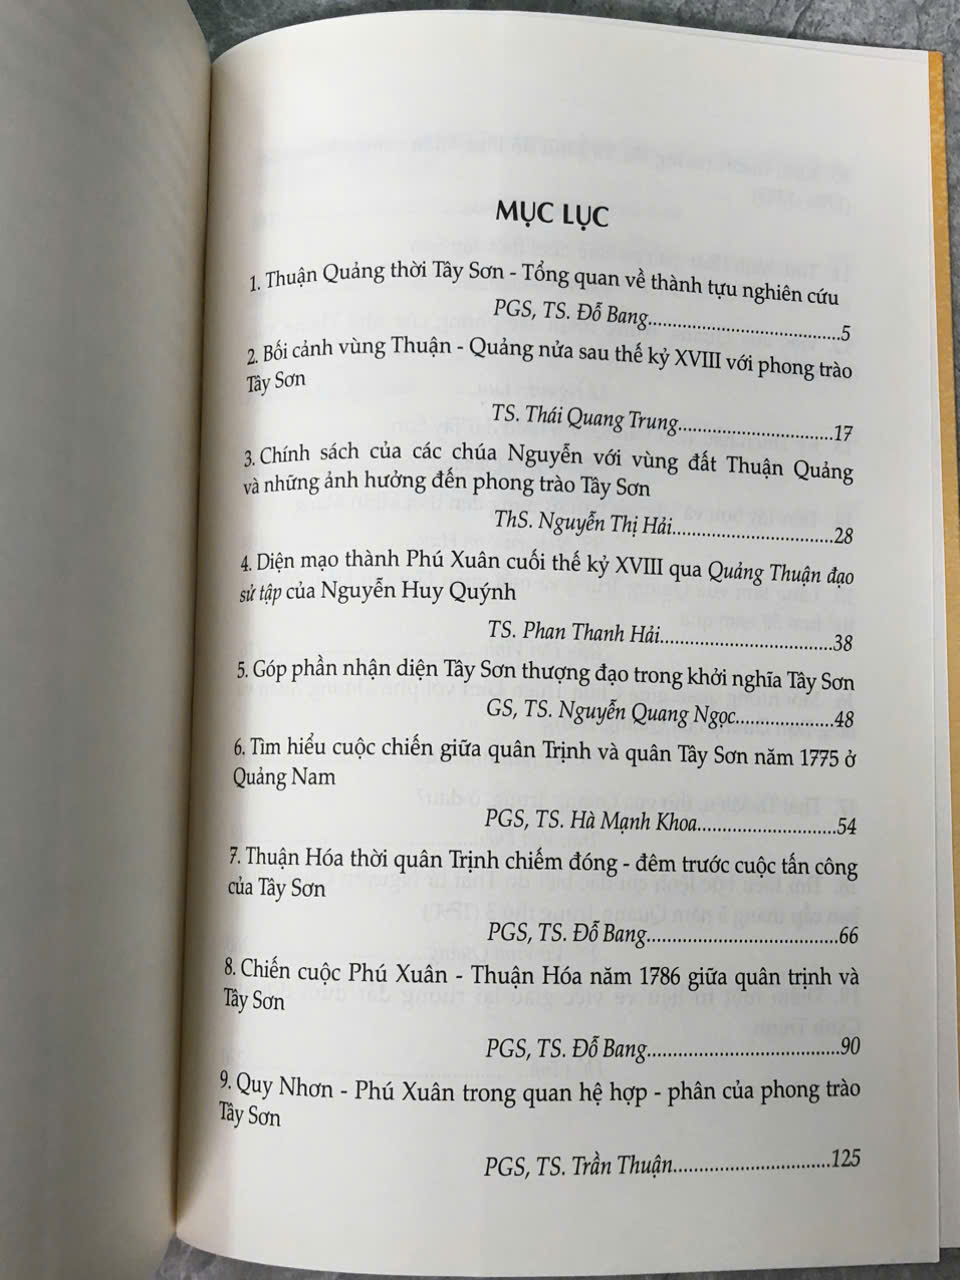 MỤC LỤC
1. Thuận Quảng thời Tây Sơn - Tổng quan về thành tựu nghiên cứu
PGS, TS. Đỗ Bang......................................5
2. Bối cảnh vùng Thuận - Quảng nửa sau thế kỷ XVIII với phong trào
Tây Sơn
TS. Thái Quang Trung..............................17
3. Chính sách của các chúa Nguyễn với vùng đất Thuận Quảng
và những ảnh hưởng đến phong trào Tây Sơn
ThS. Nguyễn Thị Hải................................28
4. Diện mạo thành Phú Xuân cuối thế kỷ XVIII qua Quảng Thuận đạo
sử tập của Nguyễn Huy Quýnh
TS. Phan Thanh Hải..................................38
5. Góp phần nhận diện Tây Sơn thượng đạo trong khởi nghĩa Tây Sơn
GS, TS. Nguyễn Quang Ngọc...................48
6. Tìm hiểu cuộc chiến giữa quân Trịnh và quân Tây Sơn năm 1775 ở
Quảng Nam
PGS, TS. Hà Mạnh Khoa...........................54
7. Thuận Hóa thời quân Trịnh chiếm đóng - đêm trước cuộc tấn công
của Tây Sơn
PGS, TS. Đỗ Bang.....................................66
8. Chiến cuộc Phú Xuân - Thuận Hóa năm 1786 giữa quân trịnh và
Tây Sơn
PGS, TS. Đỗ Bang.....................................90
9. Quy Nhơn - Phú Xuân trong quan hệ hợp - phân của phong trào
Tây Sơn
PGS, TS. Trần Thuận..............................125